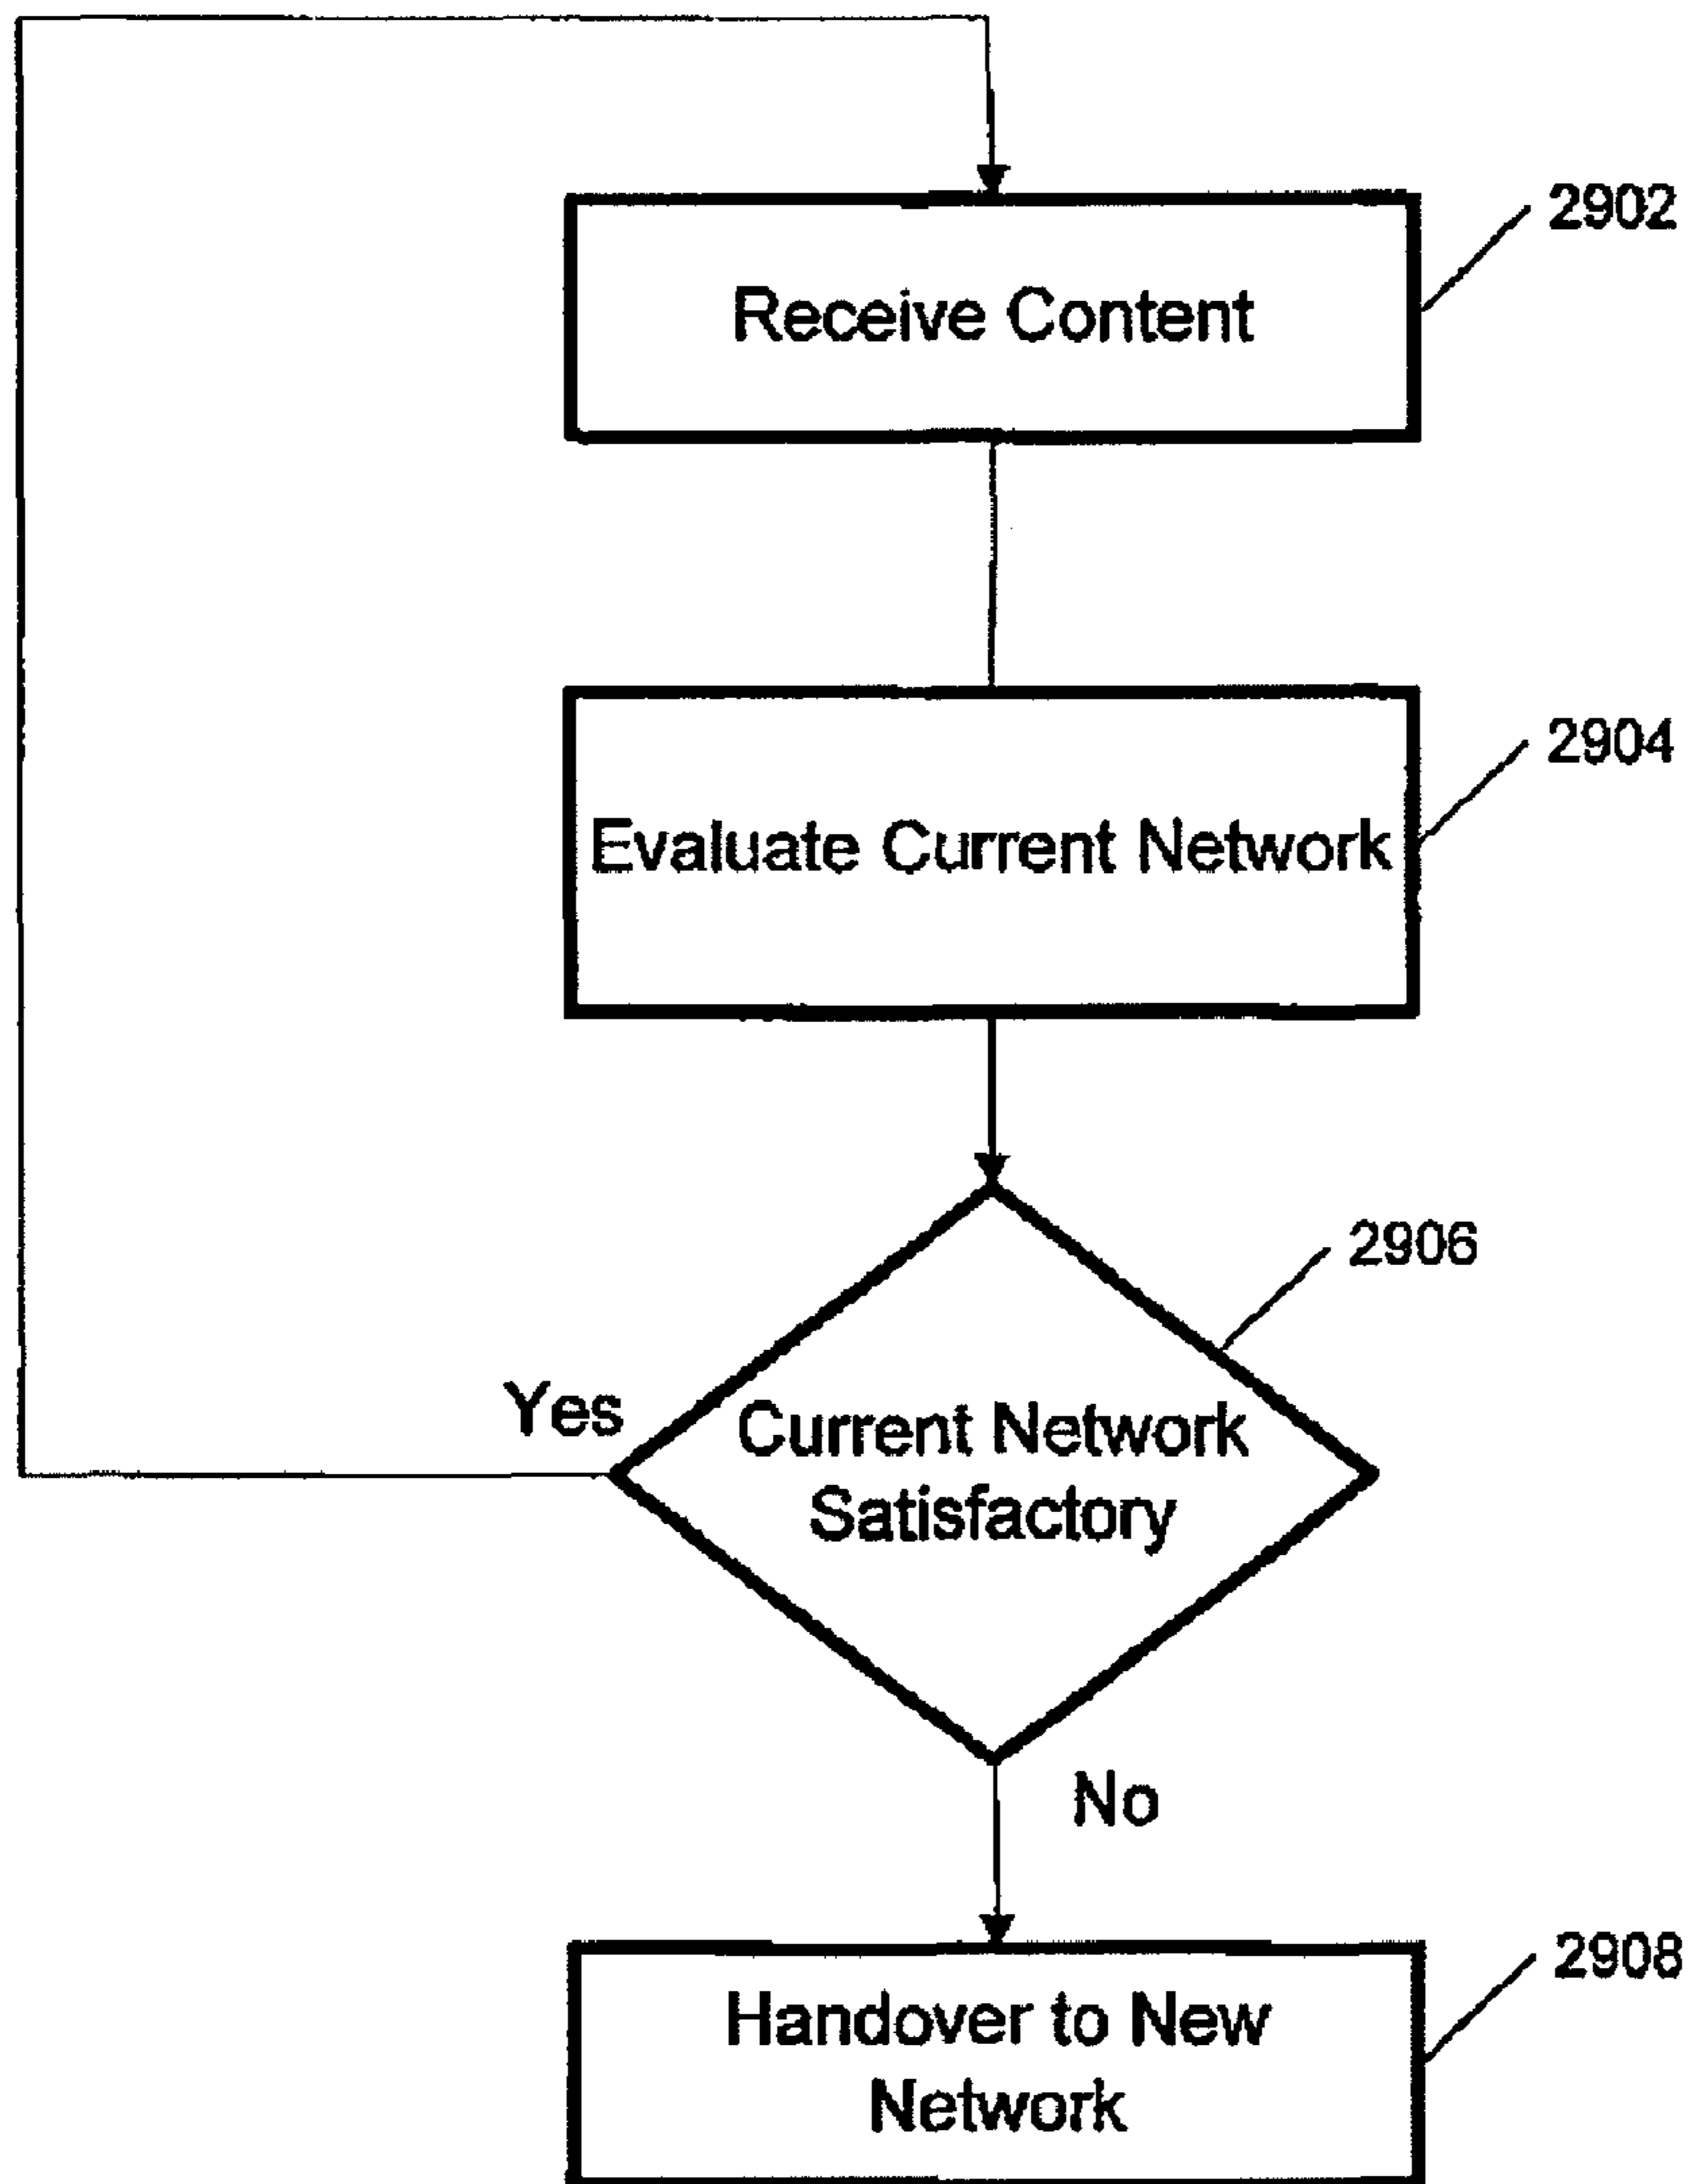 2902
Receive Content
2904
Evaluate Current Network
2906
Yes
Current Network
Satisfactory
No
2908
Handover to New
Network